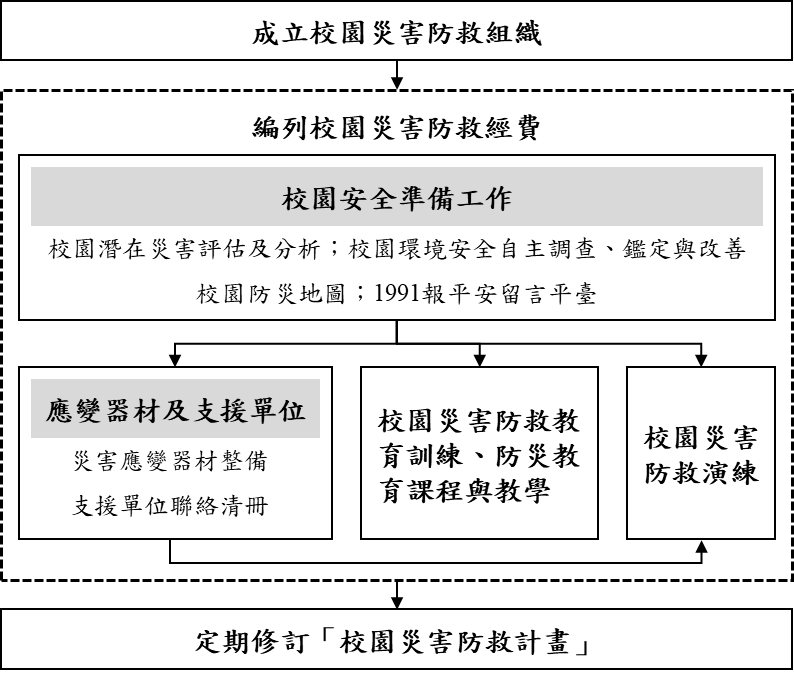 成立校園災害防救組織
編列校園災害防救經費
校園安全準備工作
校園潛在災害評估及分析；校園環境安全自主調查、鑑定與改善
校園防災地圖；1991報平安留言平臺
應變器材及支援單位
災害應變器材整備
支援單位聯絡清冊
校園災害防救教
育訓練、防災教
育課程與教學
校園災害
防救演練
定期修訂「校園災害防救計畫」